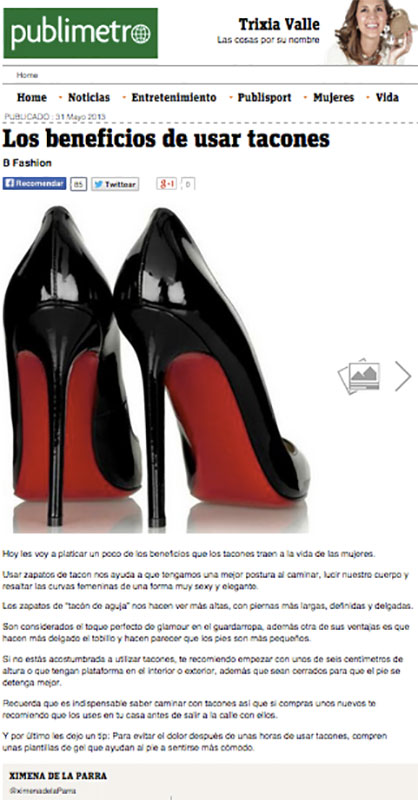 publimetro
Trixia Valle
Las cosas por su nombre
Home
Home • Noticias • Entretenimiento • Publisport • Mujeres • Vida
PUBLICADO : 31 Mayo 2013
Los beneficios de usar tacones
B Fashion
Recomendar 85 Twittear g+1 0
Hoy les voy a platicar un poco de los beneficios que los tacones traen a la vida de las mujeres.
Usar zapatos de tacon nos ayuda a que tengamos una mejor postura al caminar, lucir nuestro cuerpo y
resaltar las curvas femeninas de una forma muy sexy y elegante.
Los zapatos de "tacón de aguja" nos hacen ver más altas, con piernas más largas, definidas y delgadas.
Son considerados el toque perfecto de glamour en el guardarropa, además otra de sus ventajas es que
hacen más delgado el tobillo y hacen parecer que los pies son más pequeños.
Si no estás acostumbrada a utilizar tacones, te recomiendo empezar con unos de seis centímetros de
altura o que tengan plataforma en el interior o exterior, además que sean cerrados para que el pie se
detenga mejor.
Recuerda que es indispensable saber caminar con tacones así que si compras unos nuevos te
recomiendo que los uses en tu casa antes de salir a la calle con ellos.
Y por último les dejo un tip: Para evitar el dolor después de unas horas de usar tacones, compren
unas plantillas de gel que ayudan al pie a sentirse más cómodo.
XIMENA DE LA PARRA
@ximenadelaParra